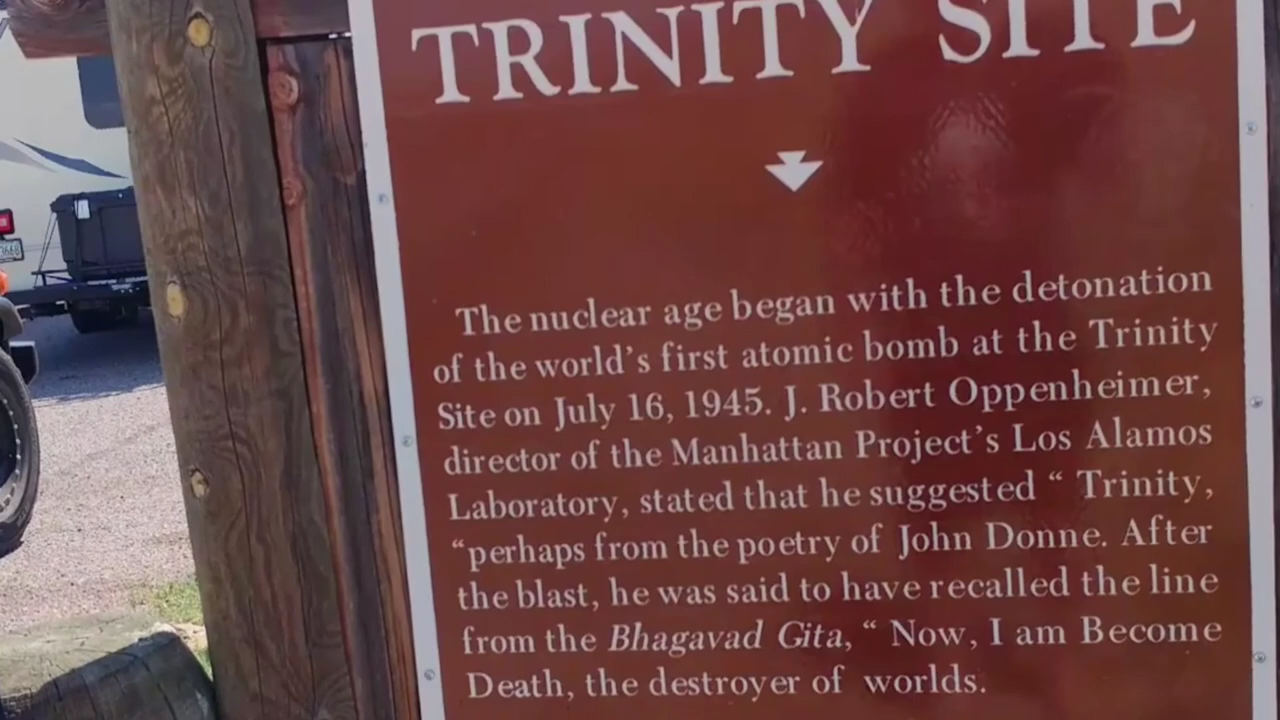 TRINITY SITE
The nuclear age began with the detonation
of the world's first atomic bomb at the Trinity
Site on July 16, 1945. J. Robert Oppenheimer,
director of the Manhattan Project's Los Alamos
Laboratory, stated that he suggested “ Trinity,
“perhaps from the poetry of John Donne. After
the blast, he was said to have recalled the line
from the Bhagavad Gita, “ Now, I am Become
Death, the destroyer of worlds.